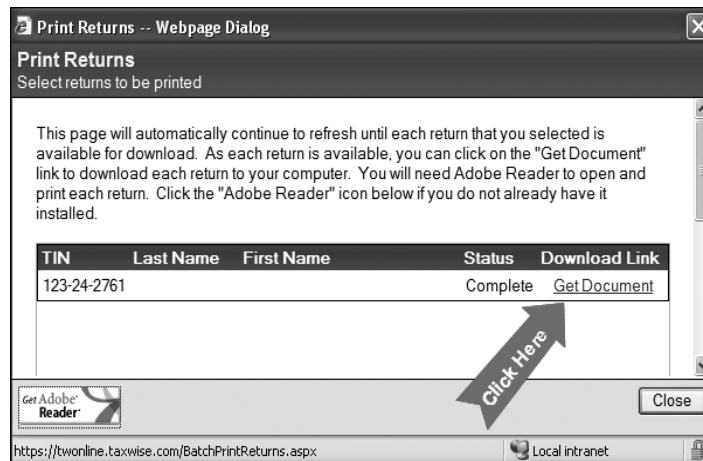 Print Returns -- Webpage Dialog
Print Returns
Select returns to be printed
This page will automatically continue to refresh until each return that you selected is
available for download. As each return is available, you can click on the "Get Document"
link to download each return to your computer. You will need Adobe Reader to open and
print each return. Click the "Adobe Reader" icon below if you do not already have it
installed.
TIN Last Name First Name Status Download Link
123-24-2761 Complete Get Document
Click Here
Get Adobe
Reader
Close
https://twonline.taxwise.com/BatchPrintReturns.aspx Local intranet